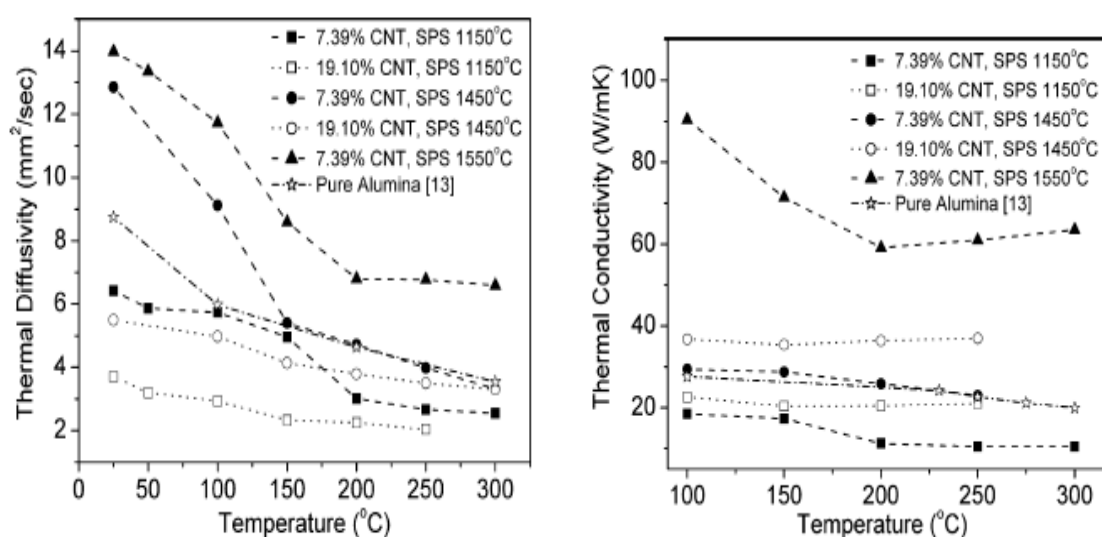 Thermal Diffusivity (mm²/sec)
14
12
10
8
6
4
2
7.39% CNT, SPS 1150°C
19.10% CNT, SPS 1150°C
7.39% CNT, SPS 1450°C
19.10% CNT, SPS 1450°C
7.39% CNT, SPS 1550°C
Pure Alumina [13]
0 50 100 150 200 250 300
Temperature (°C)
Thermal Conductivity (W/mK)
100
80
60
40
20
7.39% CNT, SPS 1150°C
19.10% CNT, SPS 1150°C
7.39% CNT, SPS 1450°C
19.10% CNT, SPS 1450°C
7.39% CNT, SPS 1550°C
Pure Alumina [13]
100 150 200 250 300
Temperature (°C)